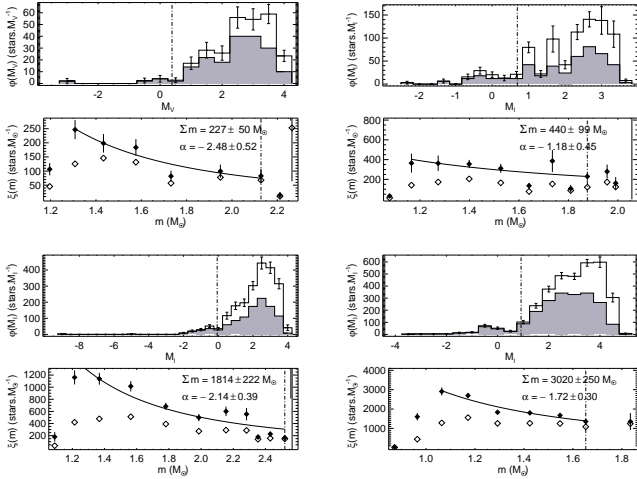 φ(M_V) (stars.M_V^-1)
60
50
40
30
20
10
0
-2 0 2 4
M_V
φ(M_I) (stars.M_I^-1)
150
100
50
0
-2 -1 0 1 2 3
M_I
ξ(m) (stars.M_⊙^-1)
250
200
150
100
50
Σm = 227± 50 M_⊙
α = −2.48±0.52
1.2 1.4 1.6 1.8 2.0 2.2
m (M_⊙)
ξ(m) (stars.M_⊙^-1)
800
600
400
200
0
Σm = 440± 99 M_⊙
α = −1.18±0.45
1.0 1.2 1.4 1.6 1.8 2.0
m (M_⊙)
φ(M_I) (stars.M_I^-1)
400
300
200
100
0
-8 -6 -4 -2 0 2 4
M_I
φ(M_I) (stars.M_I^-1)
600
500
400
300
200
100
0
-4 -2 0 2 4
M_I
ξ(m) (stars.M_⊙^-1)
1200
1000
800
600
400
200
Σm = 1814±222 M_⊙
α = −2.14±0.39
1.2 1.4 1.6 1.8 2.0 2.2 2.4
m (M_⊙)
ξ(m) (stars.M_⊙^-1)
4000
3000
2000
1000
0
Σm = 3020±250 M_⊙
α = −1.72±0.30
1.0 1.2 1.4 1.6 1.8
m (M_⊙)